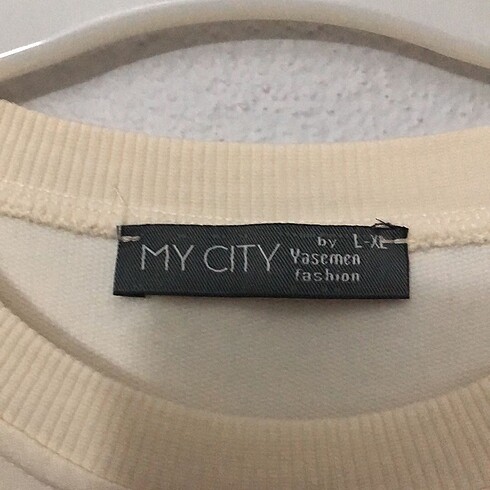 MY CITY
by L-XL
Yasemen
fashion